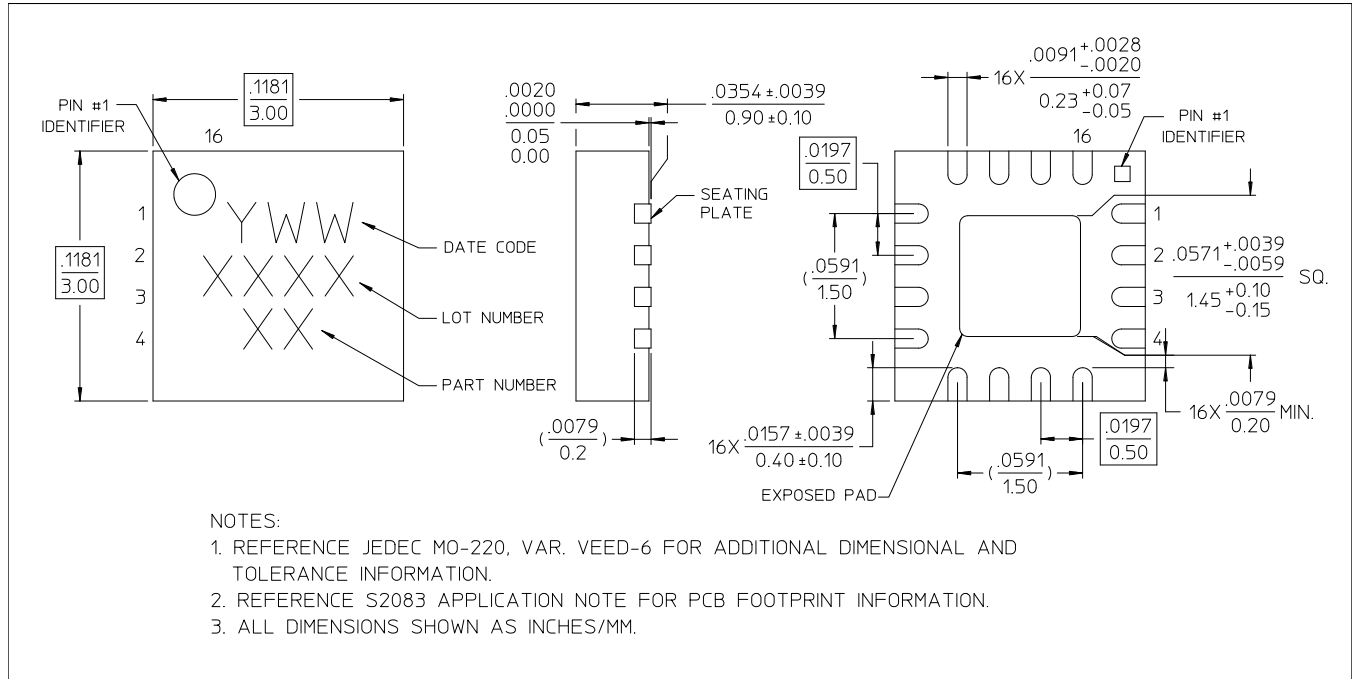 PIN #1
IDENTIFIER
.1181
3.00
16
.1181
3.00
1
2
3
4
YWW
XXXX
XX
DATE CODE
LOT NUMBER
PART NUMBER
.0020
.0000
0.05
0.00
.0354 ±.0039
0.90 ±0.10
SEATING
PLATE
(.0079)
0.2
16X .0091 +.0028
-.0020
0.23 +0.07
-0.05
16
PIN #1
IDENTIFIER
.0197
0.50
(.0591)
1.50
1
2
3
4
.0571 +.0039
-.0059
1.45 +0.10
-0.15
SQ.
16X .0157 ±.0039
0.40 ±0.10
16X .0079 MIN.
0.20
.0197
0.50
(.0591)
1.50
EXPOSED PAD
NOTES:
1. REFERENCE JEDEC MO-220, VAR. VEED-6 FOR ADDITIONAL DIMENSIONAL AND
TOLERANCE INFORMATION.
2. REFERENCE S2083 APPLICATION NOTE FOR PCB FOOTPRINT INFORMATION.
3. ALL DIMENSIONS SHOWN AS INCHES/MM.